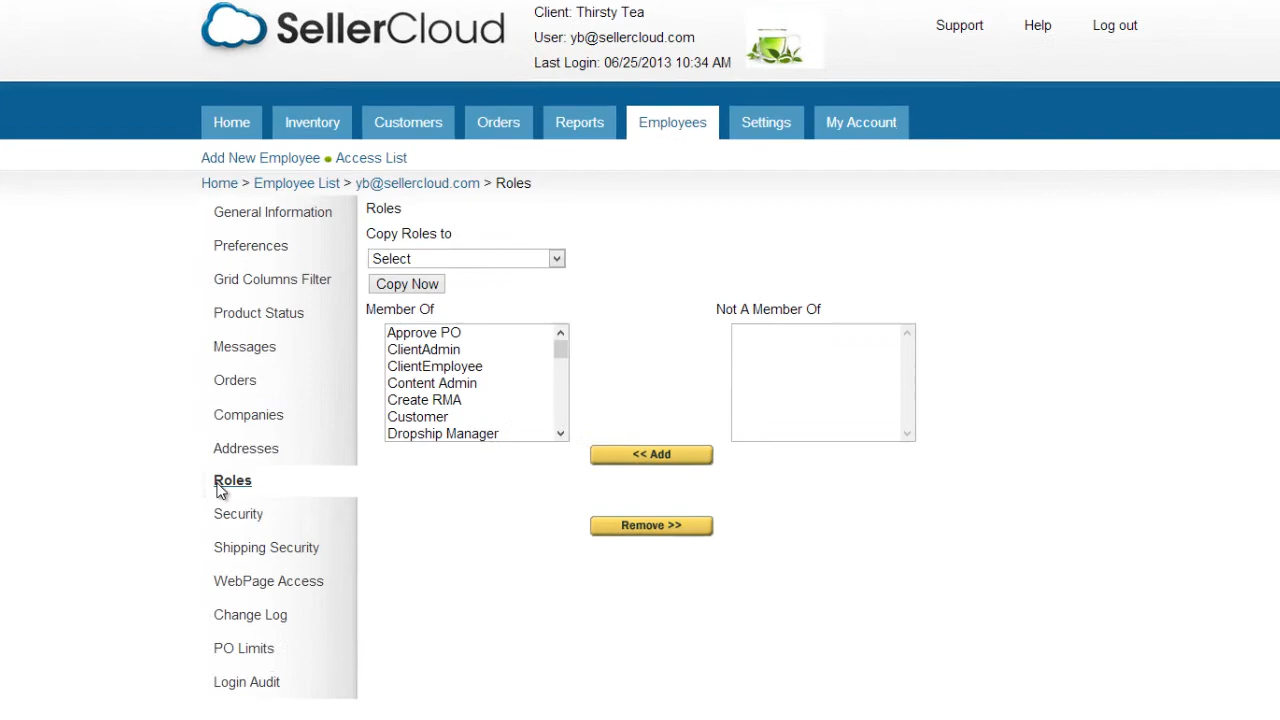 SellerCloud
Client: Thirsty Tea
User: yb@sellercloud.com
Last Login: 06/25/2013 10:34 AM
Support Help Log out
Home Inventory Customers Orders Reports Employees Settings My Account
Add New Employee Access List
Home > Employee List > yb@sellercloud.com > Roles
General Information
Preferences
Grid Columns Filter
Product Status
Messages
Orders
Companies
Addresses
Roles
Security
Shipping Security
WebPage Access
Change Log
PO Limits
Login Audit
Roles
Copy Roles to
Select
Copy Now
Member Of
Approve PO
ClientAdmin
ClientEmployee
Content Admin
Create RMA
Customer
Dropship Manager
<< Add
Remove >>
Not A Member Of